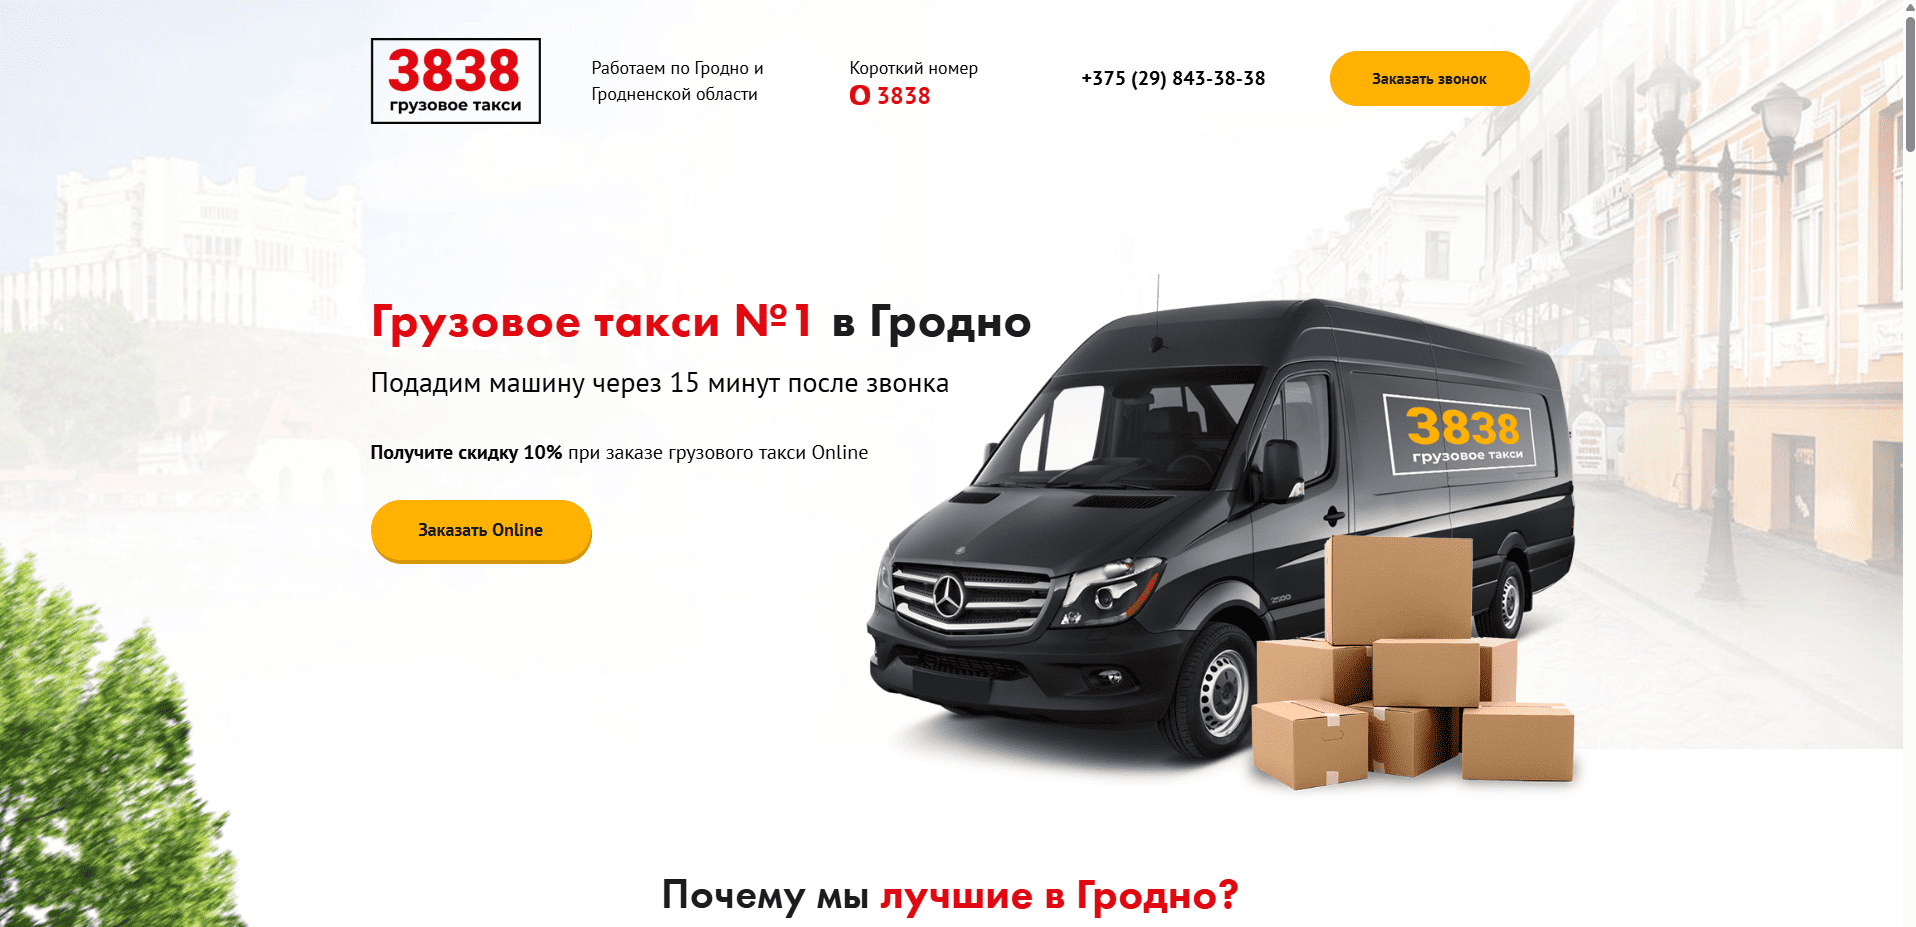 3838
грузовое такси
Работаем по Гродно и
Гродненской области
Короткий номер
3838
+375 (29) 843-38-38
Заказать звонок
Грузовое такси №1 в Гродно
Подадим машину через 15 минут после звонка
Получите скидку 10% при заказе грузового такси Online
Заказать Online
3838
грузовое такси
2500
Почему мы лучшие в Гродно?